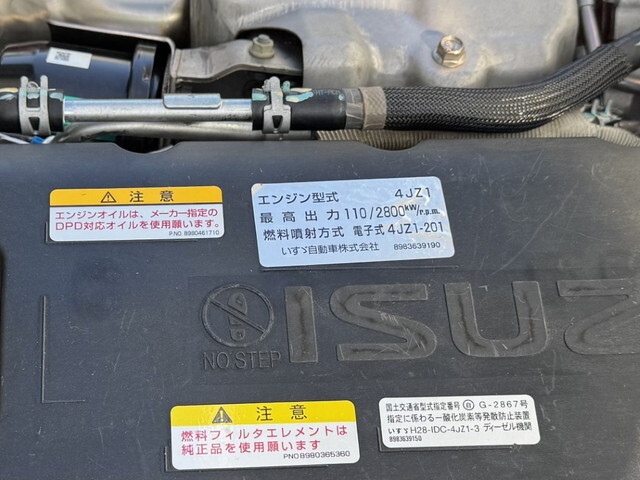 ⚠ 注意
エンジンオイルは、メーカー指定の
DPD対応オイルを使用願います。
P.NO 8980461710
エンジン型式 4JZ1
最高出力 110/2800kW/r.p.m.
燃料噴射方式 電子式 4JZ1-201
いすゞ自動車株式会社 8983639190
NO STEP
ISUZ
⚠ 注意
燃料フィルタエレメントは
純正品を使用願います
PNO 8980365360
国土交通省型式指定番号 G-2867号
指定に係わる一酸化炭素等発散防止装置
いすゞH28-IDC-4JZ1-3 ディーゼル機関
8983639150